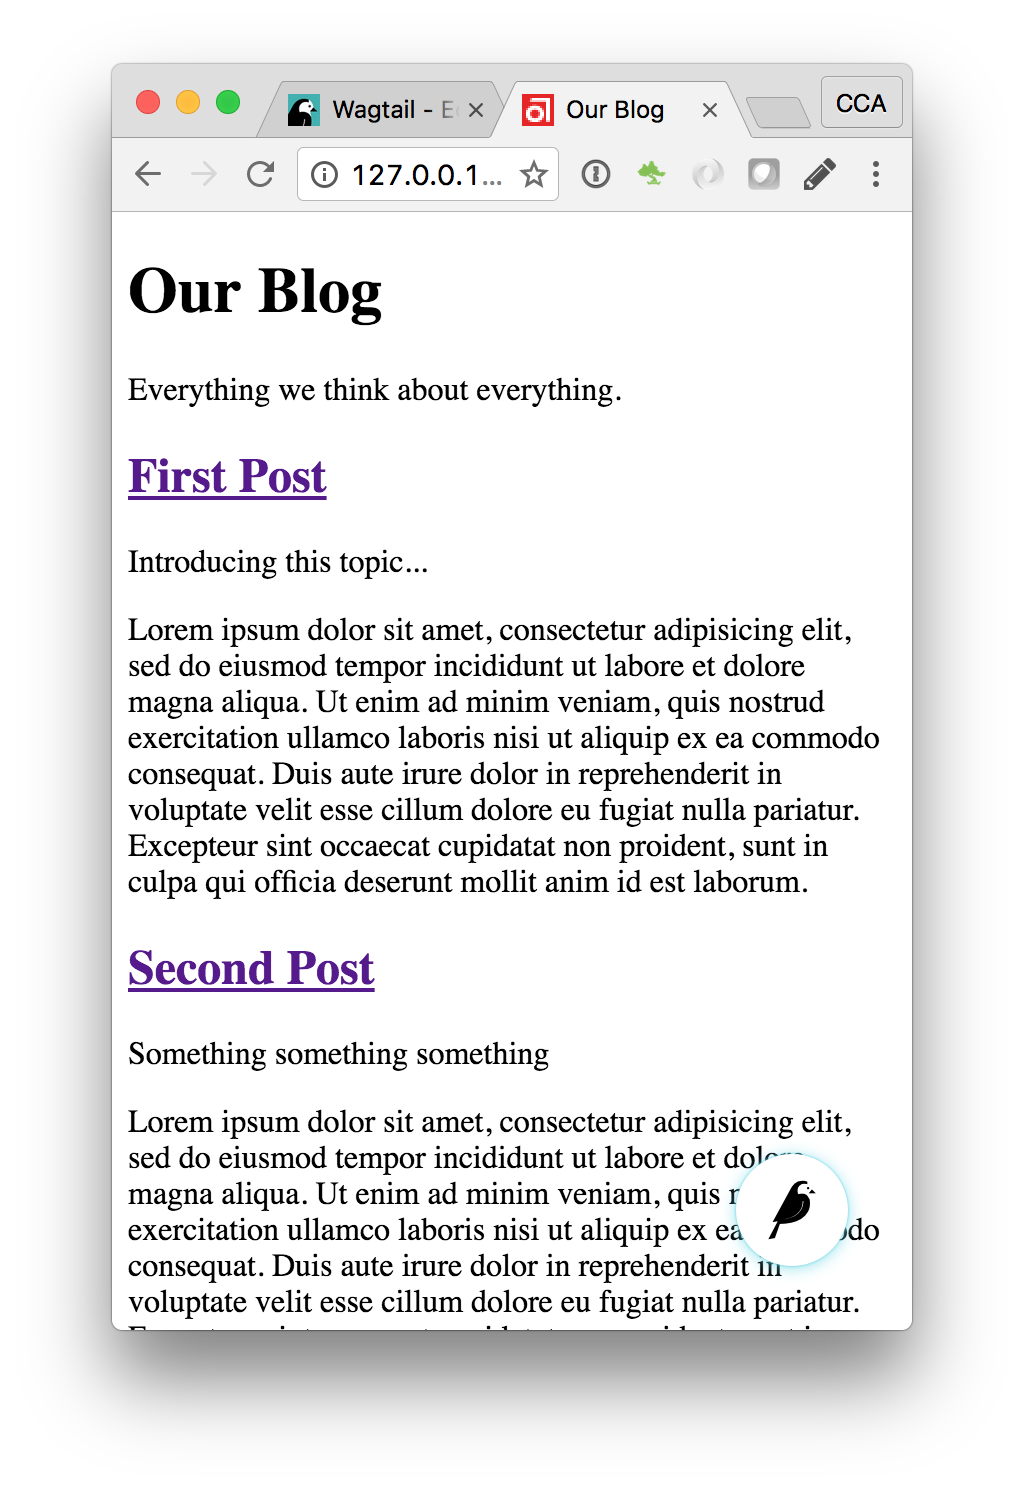 Wagtail - E
Our Blog
CCA
127.0.0.1...
Our Blog
Everything we think about everything.
First Post
Introducing this topic...
Lorem ipsum dolor sit amet, consectetur adipisicing elit,
sed do eiusmod tempor incididunt ut labore et dolore
magna aliqua. Ut enim ad minim veniam, quis nostrud
exercitation ullamco laboris nisi ut aliquip ex ea commodo
consequat. Duis aute irure dolor in reprehenderit in
voluptate velit esse cillum dolore eu fugiat nulla pariatur.
Excepteur sint occaecat cupidatat non proident, sunt in
culpa qui officia deserunt mollit anim id est laborum.
Second Post
Something something something
Lorem ipsum dolor sit amet, consectetur adipisicing elit,
sed do eiusmod tempor incididunt ut labore et dolore
magna aliqua. Ut enim ad minim veniam, quis
exercitation ullamco laboris nisi ut aliquip ex ea
consequat. Duis aute irure dolor in reprehenderit in
voluptate velit esse cillum dolore eu fugiat nulla pariatur.